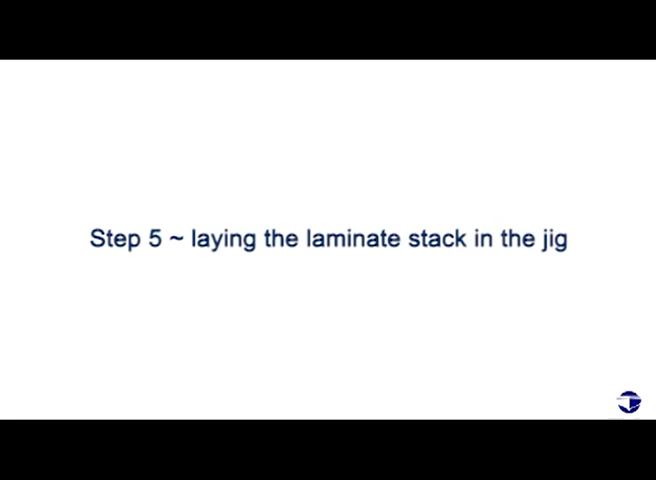 Step 5 ~ laying the laminate stack in the jig